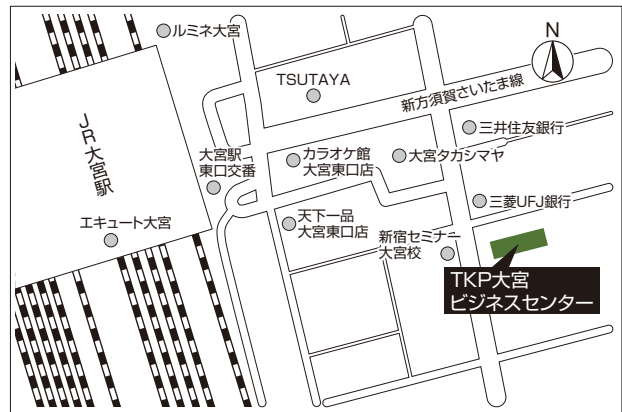 ルミネ大宮
N
TSUTAYA
新方須賀さいたま線
三井住友銀行
JR大宮駅
大宮駅
東口交番
カラオケ館
大宮東口店
大宮タカシマヤ
エキュート大宮
天下一品
大宮東口店
新宿セミナー
大宮校
三菱UFJ銀行
TKP大宮
ビジネスセンター